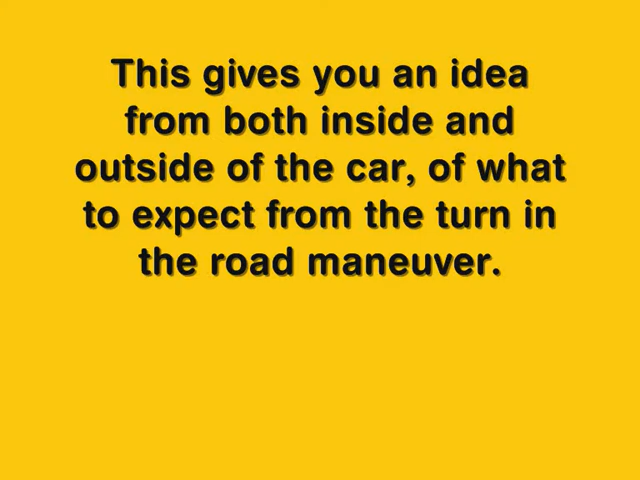 This gives you an idea
from both inside and
outside of the car, of what
to expect from the turn in
the road maneuver.